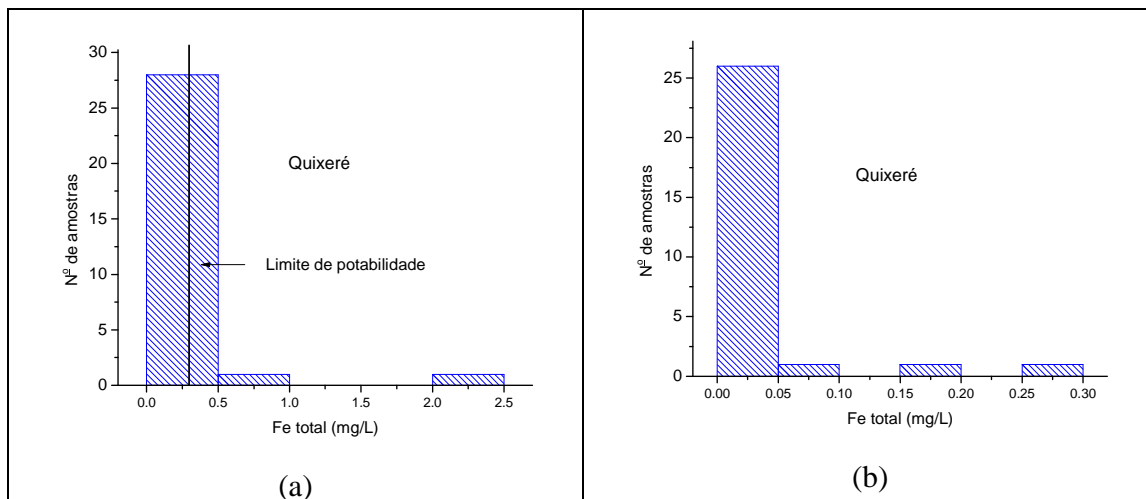 30
25
20
15
10
5
0
Nº de amostras
Quixeré
Limite de potabilidade
0.0 0.5 1.0 1.5 2.0 2.5
Fe total (mg/L)
(a)
25
20
15
10
5
0
Nº de amostras
Quixeré
0.00 0.05 0.10 0.15 0.20 0.25 0.30
Fe total (mg/L)
(b)